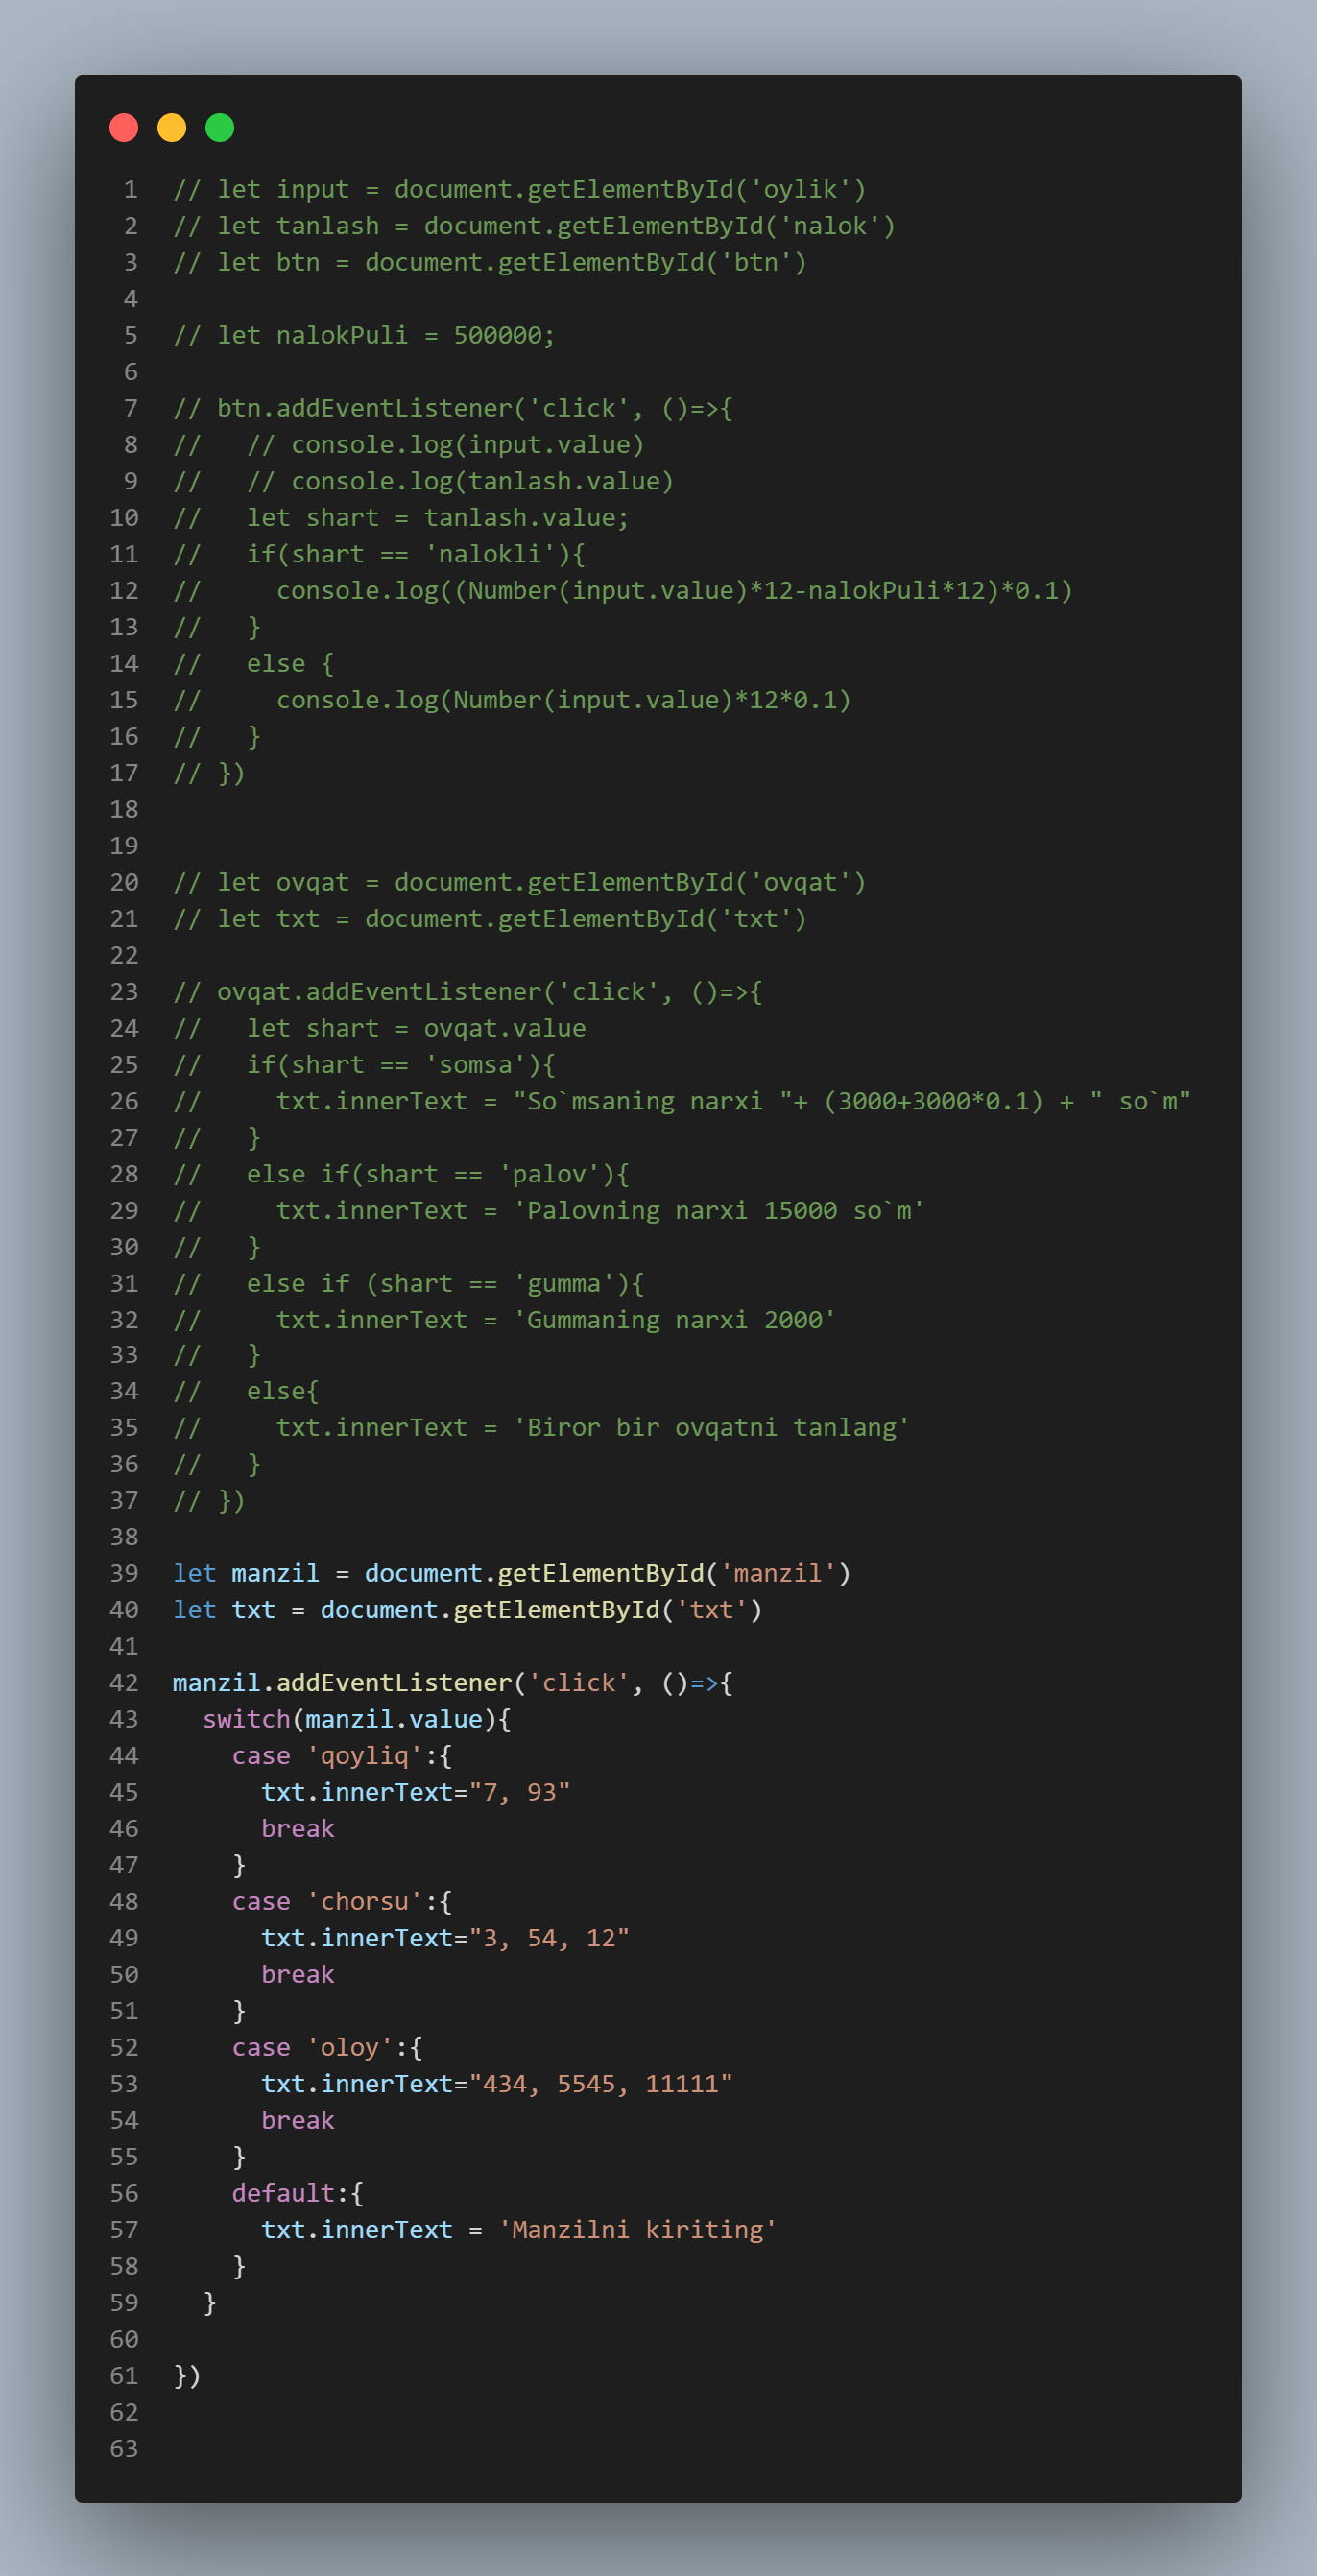 1 // let input = document.getElementById('oylik')
2 // let tanlash = document.getElementById('nalok')
3 // let btn = document.getElementById('btn')
4
5 // let nalokPuli = 500000;
6
7 // btn.addEventListener('click', ()=>{
8 //   // console.log(input.value)
9 //   // console.log(tanlash.value)
10 //   let shart = tanlash.value;
11 //   if(shart == 'nalokli'){
12 //     console.log((Number(input.value)*12-nalokPuli*12)*0.1)
13 //   }
14 //   else {
15 //     console.log(Number(input.value)*12*0.1)
16 //   }
17 // })
18
19
20 // let ovqat = document.getElementById('ovqat')
21 // let txt = document.getElementById('txt')
22
23 // ovqat.addEventListener('click', ()=>{
24 //   let shart = ovqat.value
25 //   if(shart == 'somsa'){
26 //     txt.innerText = "So`msaning narxi "+ (3000+3000*0.1) + " so`m"
27 //   }
28 //   else if(shart == 'palov'){
29 //     txt.innerText = 'Palovning narxi 15000 so`m'
30 //   }
31 //   else if (shart == 'gumma'){
32 //     txt.innerText = 'Gummaning narxi 2000'
33 //   }
34 //   else{
35 //     txt.innerText = 'Biror bir ovqatni tanlang'
36 //   }
37 // })
38
39 let manzil = document.getElementById('manzil')
40 let txt = document.getElementById('txt')
41
42 manzil.addEventListener('click', ()=>{
43   switch(manzil.value){
44     case 'qoyliq':{
45       txt.innerText="7, 93"
46       break
47     }
48     case 'chorsu':{
49       txt.innerText="3, 54, 12"
50       break
51     }
52     case 'oloy':{
53       txt.innerText="434, 5545, 11111"
54       break
55     }
56     default:{
57       txt.innerText = 'Manzilni kiriting'
58     }
59   }
60
61 })
62
63